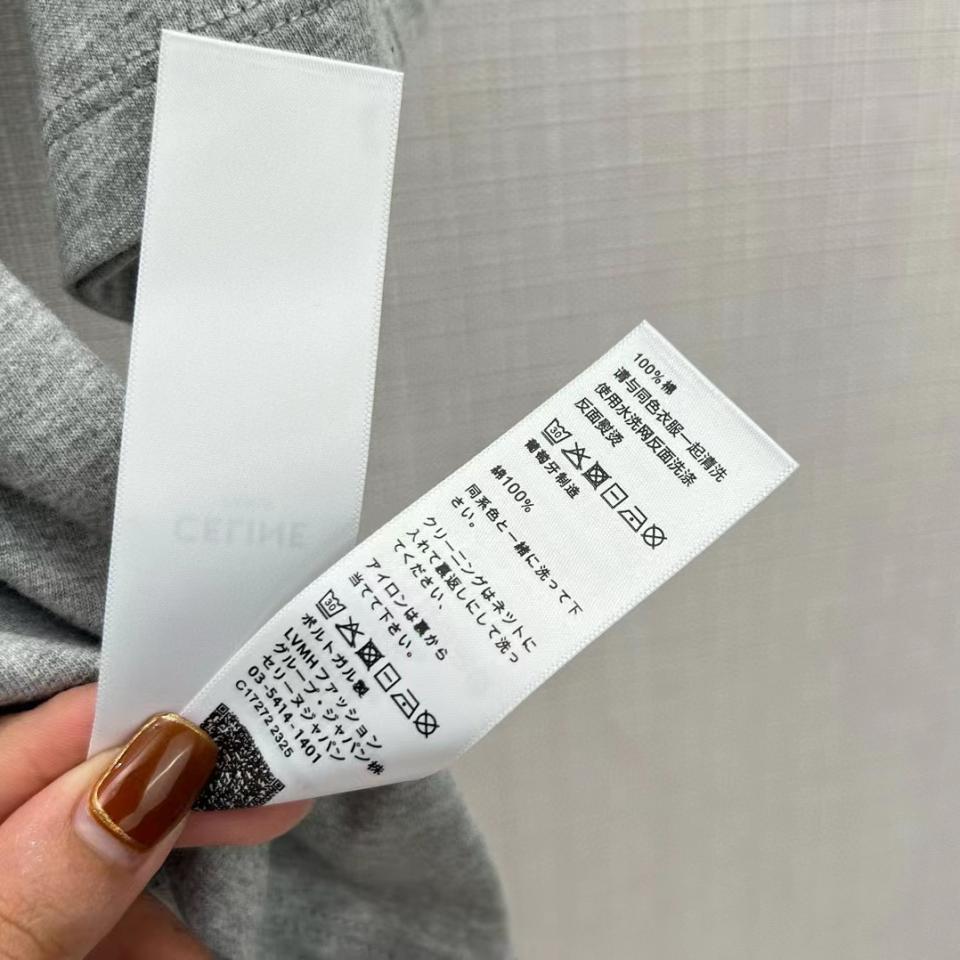 100% 棉
请与同色衣服一起清洗
使用水洗网反面洗涤
反面熨烫
30
葡萄牙制造
綿100%
同系色と一緒に洗って下
さい。
クリーニングはネットに
入れて裏返しにして洗っ
てください、
アイロンは裏から
当てて下さい。
30
ポルトガル製
LVMH ファッション
グループ・ジャパン株
セリーヌジャパン
03-5414-1401
C17272 2325
CELINE